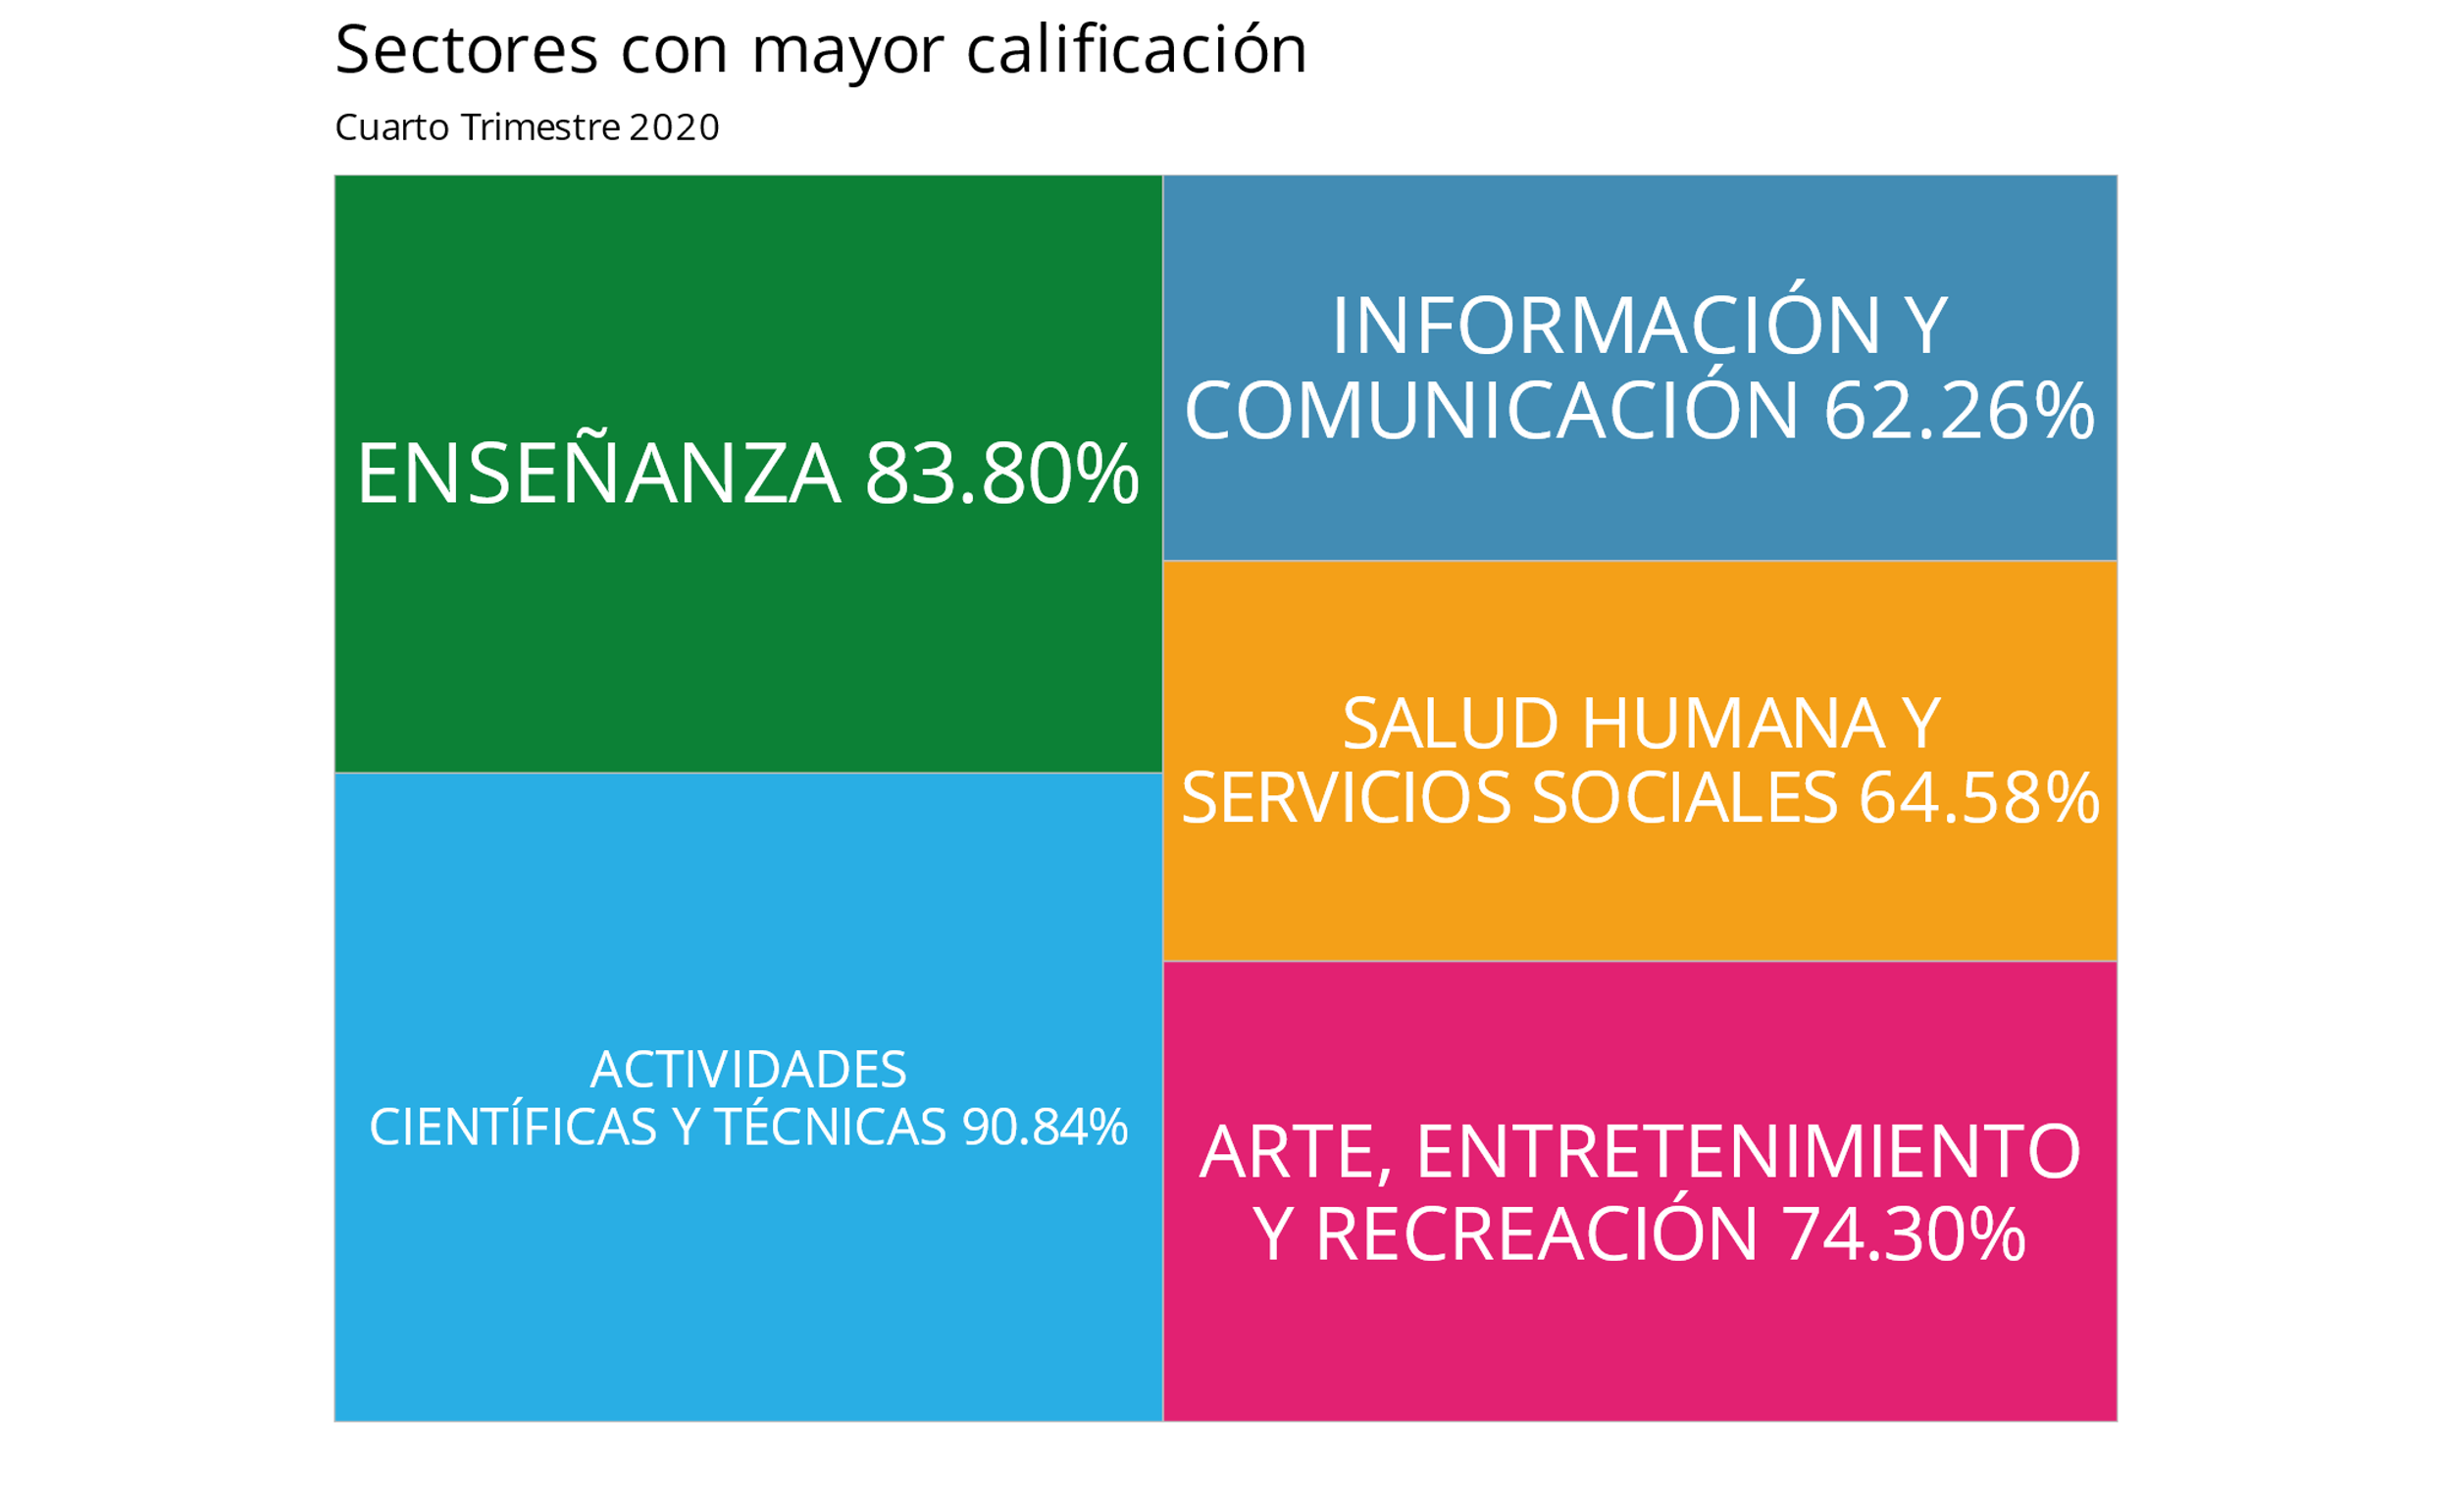 Sectores con mayor calificación
Cuarto Trimestre 2020
ENSEÑANZA 83.80%
ACTIVIDADES
CIENTÍFICAS Y TÉCNICAS 90.84%
INFORMACIÓN Y
COMUNICACIÓN 62.26%
SALUD HUMANA Y
SERVICIOS SOCIALES 64.58%
ARTE, ENTRETENIMIENTO
Y RECREACIÓN 74.30%